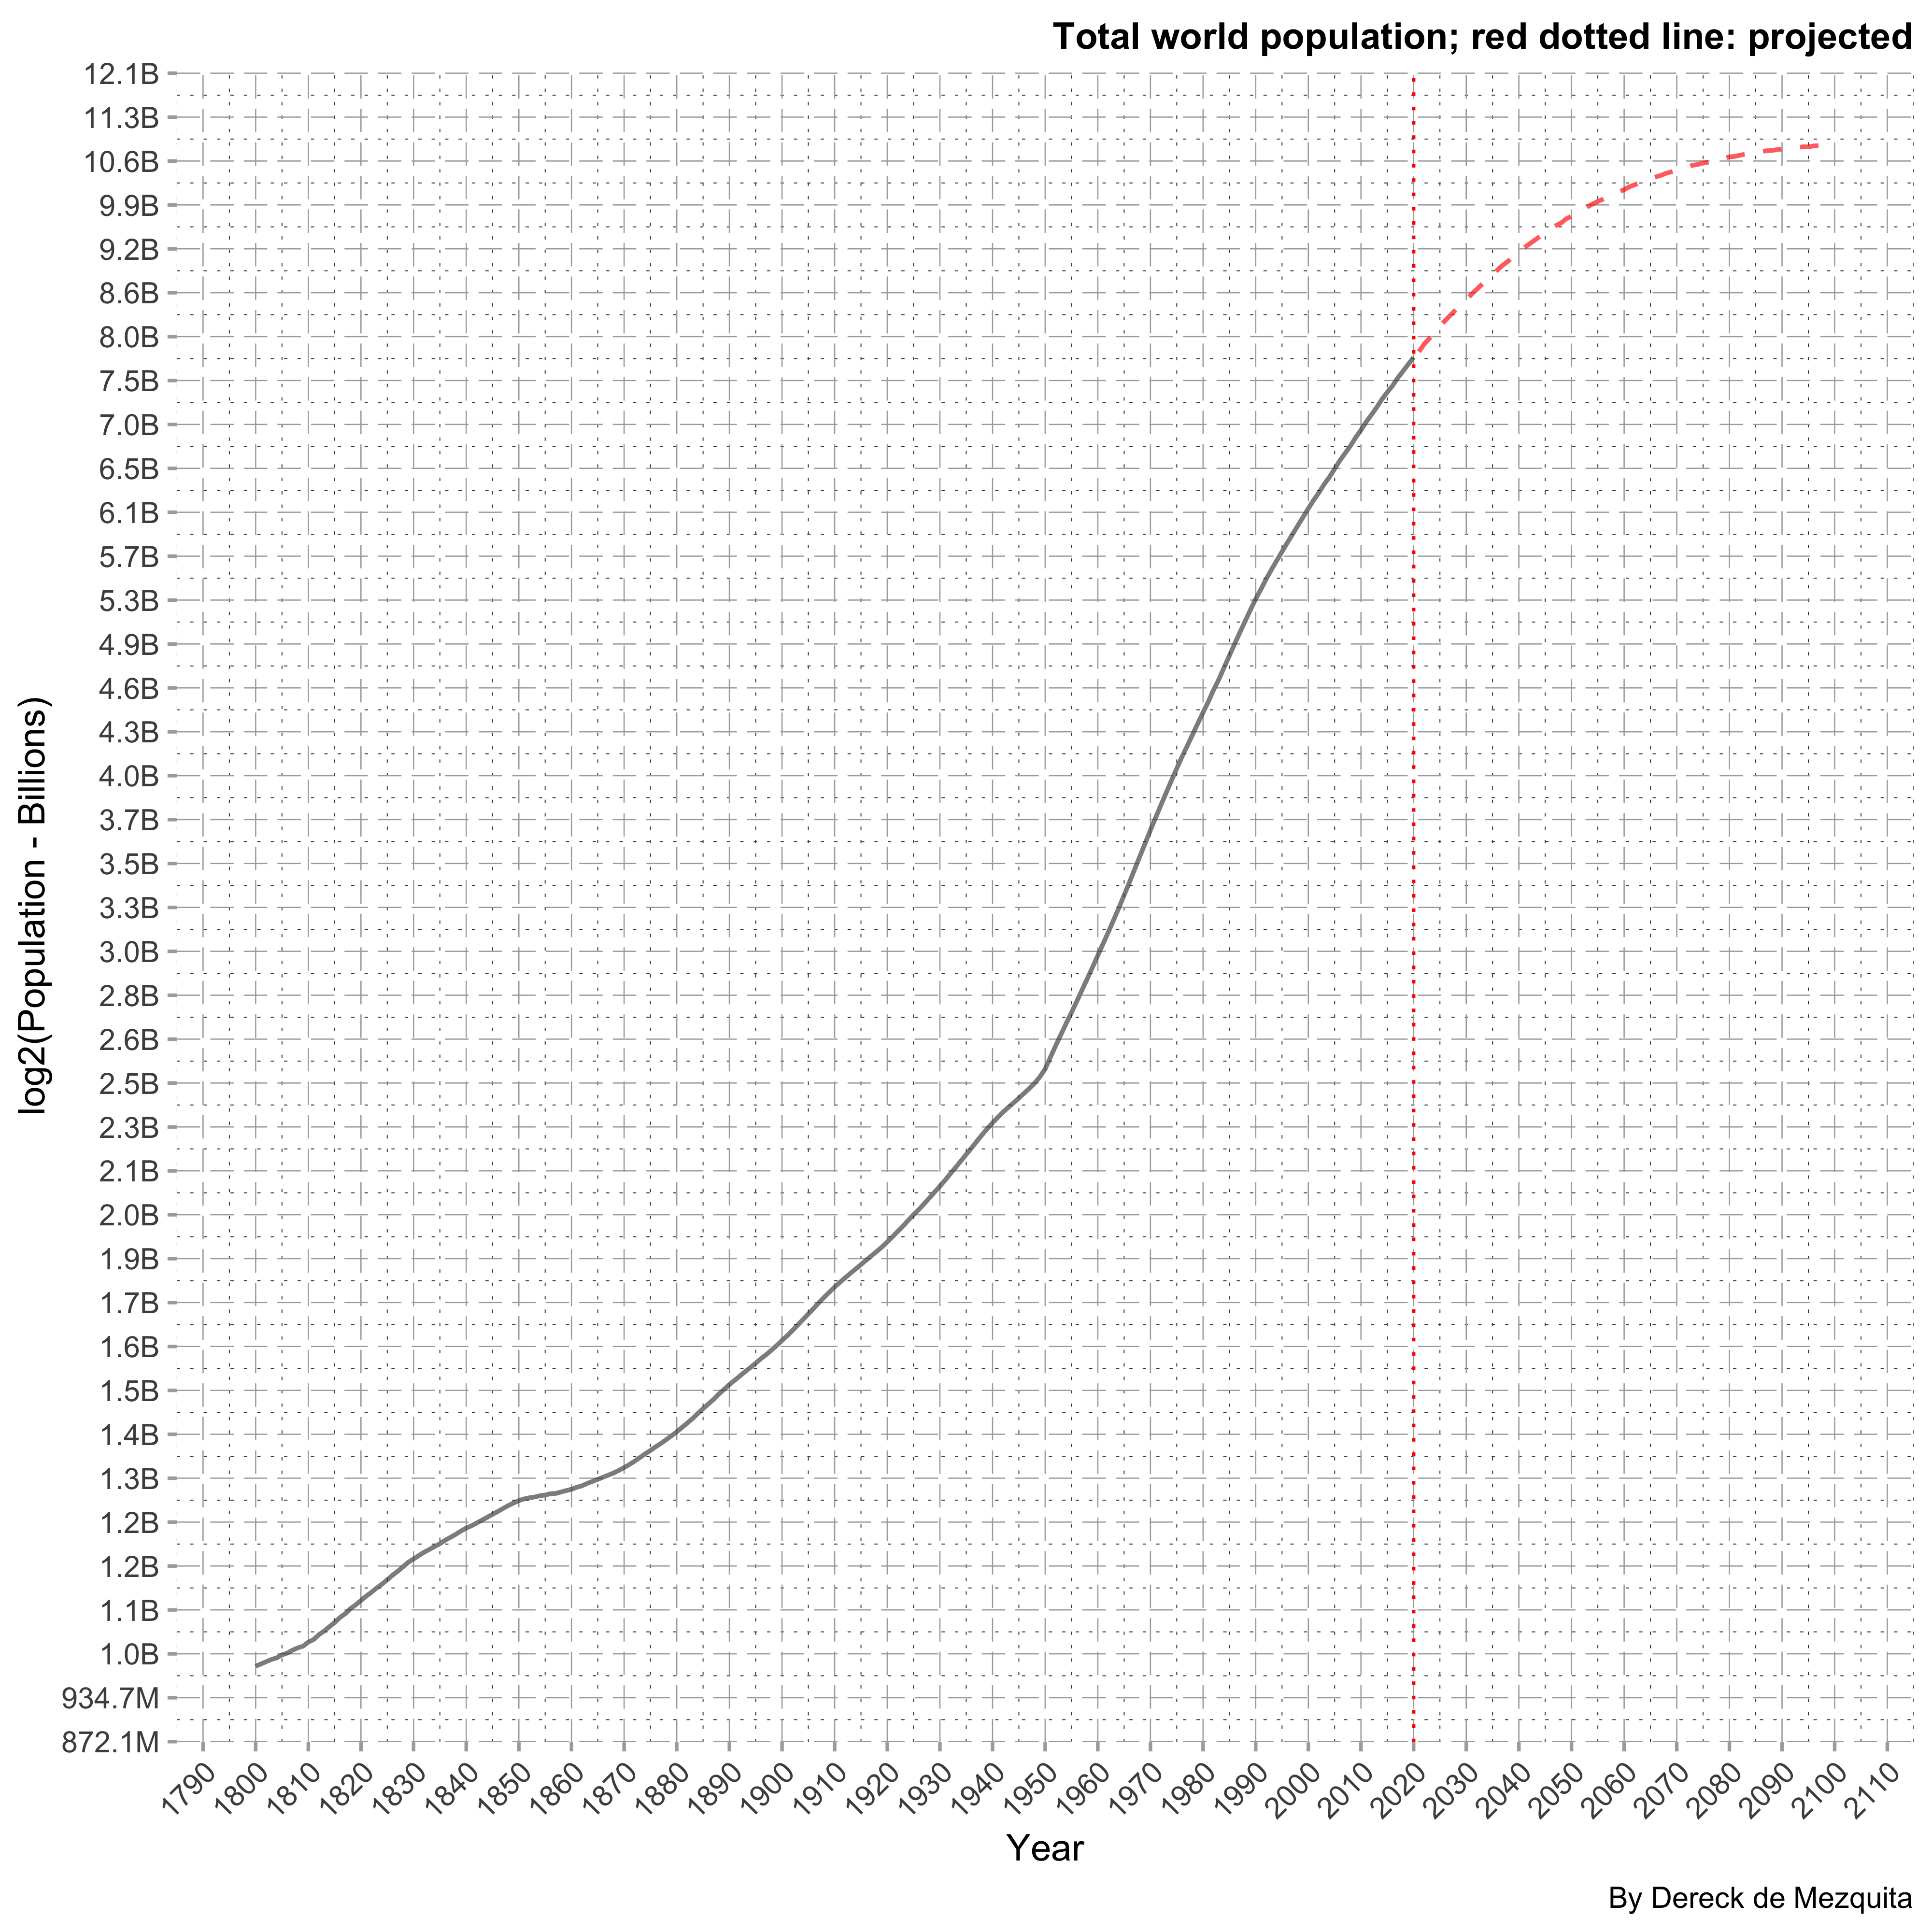 Total world population; red dotted line: projected
12.1B
11.3B
10.6B
9.9B
9.2B
8.6B
8.0B
7.5B
7.0B
6.5B
6.1B
5.7B
5.3B
4.9B
4.6B
4.3B
4.0B
3.7B
3.5B
3.3B
3.0B
2.8B
2.6B
2.5B
2.3B
2.1B
2.0B
1.9B
1.7B
1.6B
1.5B
1.4B
1.3B
1.2B
1.2B
1.1B
1.0B
934.7M
872.1M
log2(Population - Billions)
1790 1800 1810 1820 1830 1840 1850 1860 1870 1880 1890 1900 1910 1920 1930 1940 1950 1960 1970 1980 1990 2000 2010 2020 2030 2040 2050 2060 2070 2080 2090 2100 2110
Year
By Dereck de Mezquita